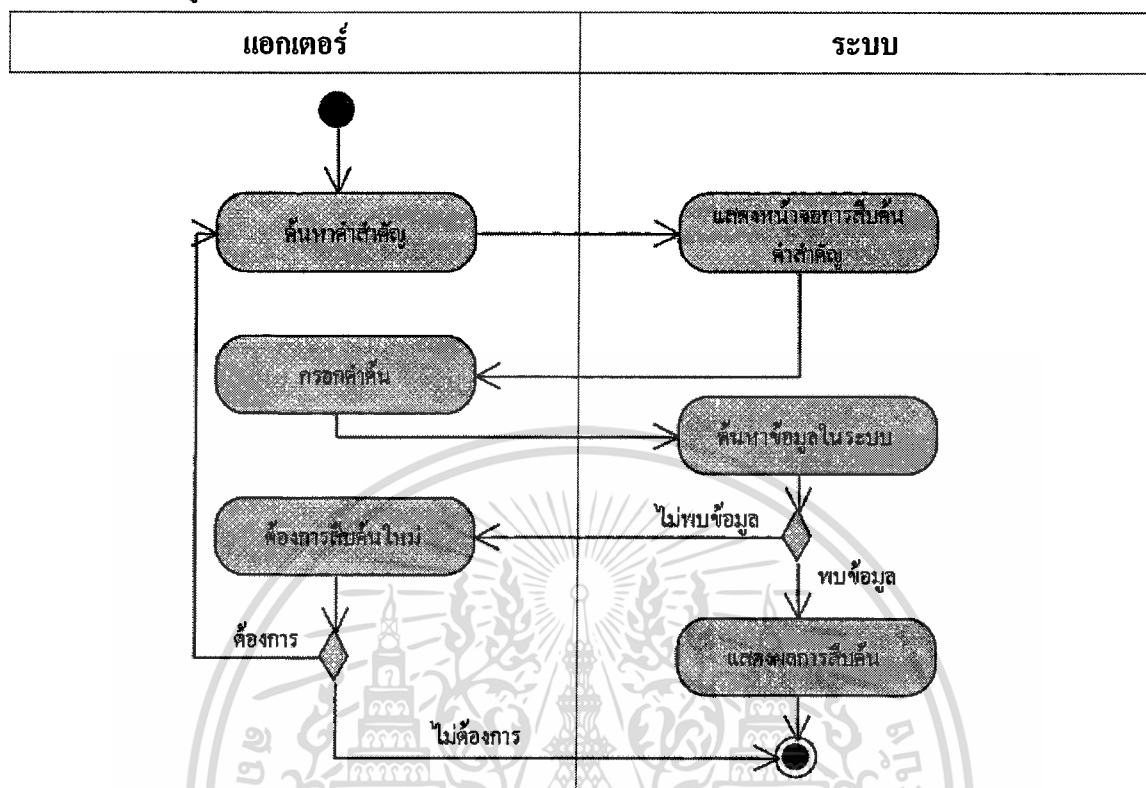 แอกเตอร์
ระบบ
ค้นหาคำสำคัญ
แสดงหน้าจอการสืบค้น
คำสำคัญ
กรอกคำค้น
ค้นหาข้อมูลในระบบ
ไม่พบข้อมูล
ต้องการสืบค้นใหม่
พบข้อมูล
ต้องการ
แสดงผลการสืบค้น
ไม่ต้องการ